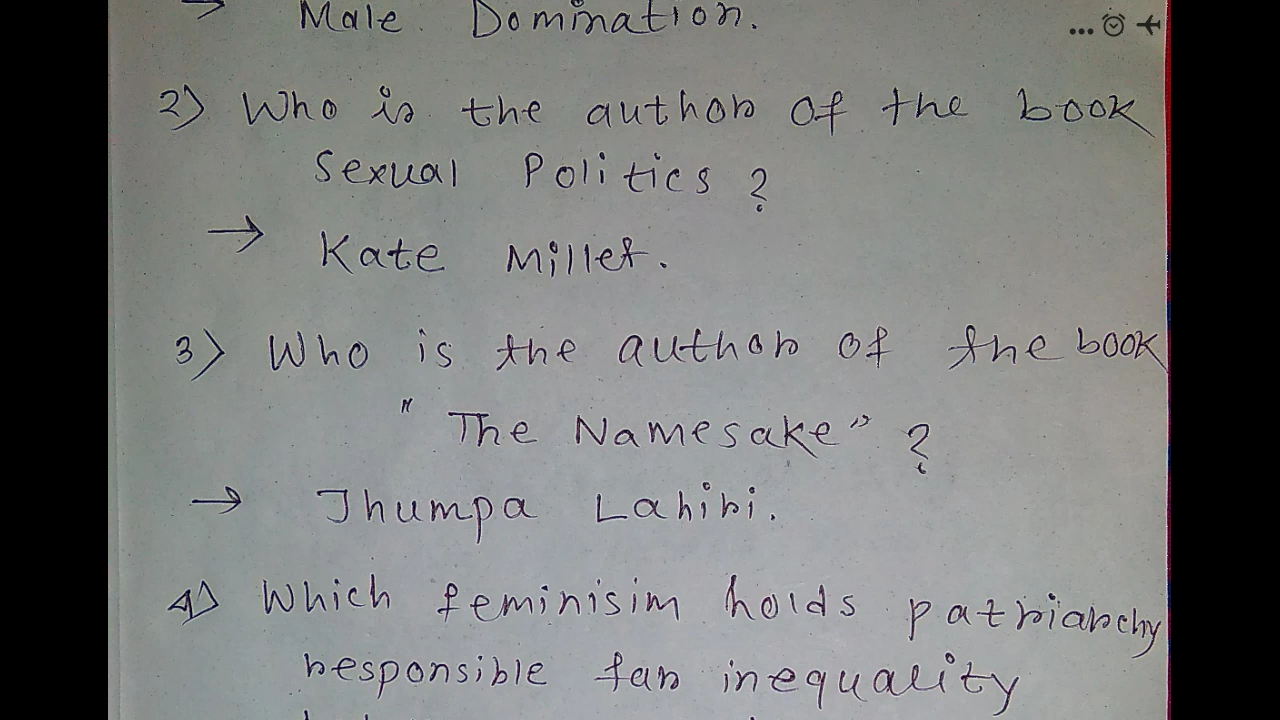 → Male Domination.
2) Who is the author of the book
Sexual Politics ?
→ Kate Millet.
3) Who is the author of the book
" The Namesake" ?
→ Jhumpa Lahiri.
4) Which feminisim holds patriarchy
responsible far inequality